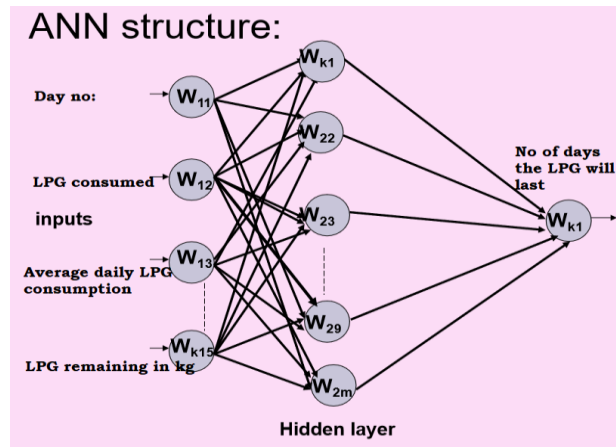 ANN structure:
Day no:
LPG consumed
inputs
Average daily LPG
consumption
LPG remaining in kg
W11
W12
W13
Wk15
Wk1
W22
W23
W29
W2m
Hidden layer
No of days
the LPG will
last
Wk1